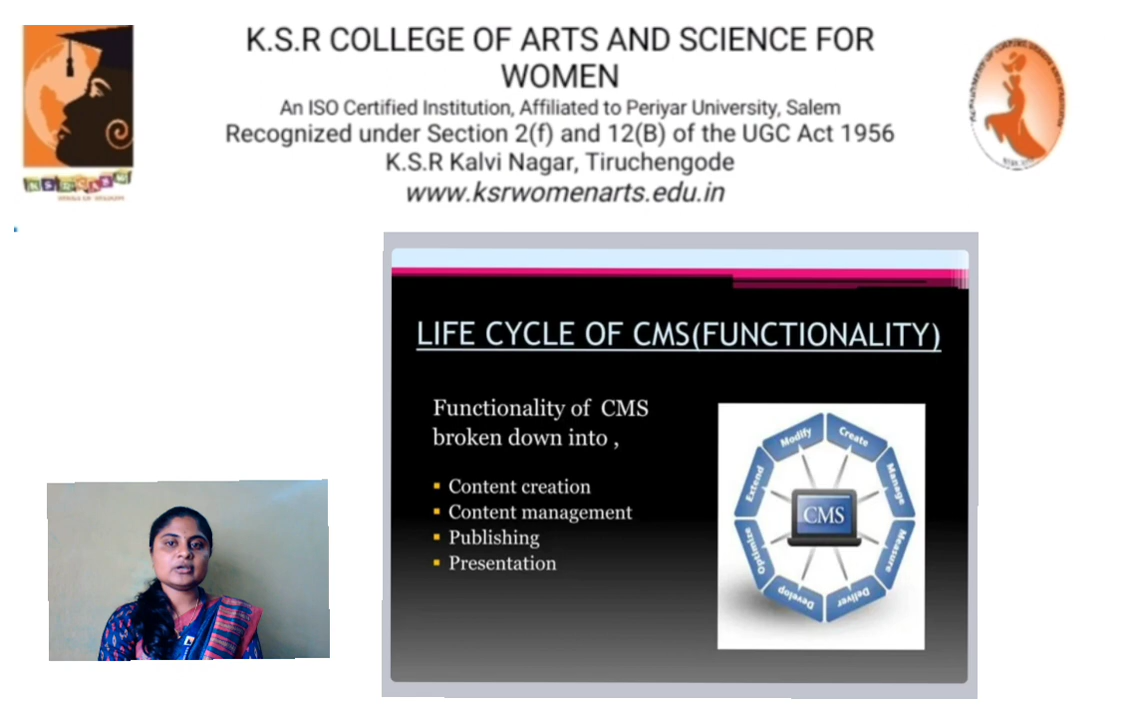 K.S.R COLLEGE OF ARTS AND SCIENCE FOR
WOMEN
An ISO Certified Institution, Affiliated to Periyar University, Salem
Recognized under Section 2(f) and 12(B) of the UGC Act 1956
K.S.R Kalvi Nagar, Tiruchengode
www.ksrwomenarts.edu.in
LIFE CYCLE OF CMS(FUNCTIONALITY)
Functionality of CMS
broken down into ,
▪ Content creation
▪ Content management
▪ Publishing
▪ Presentation
Modify
Create
Manage
Measure
Deliver
Develop
Optimize
Extend
CMS